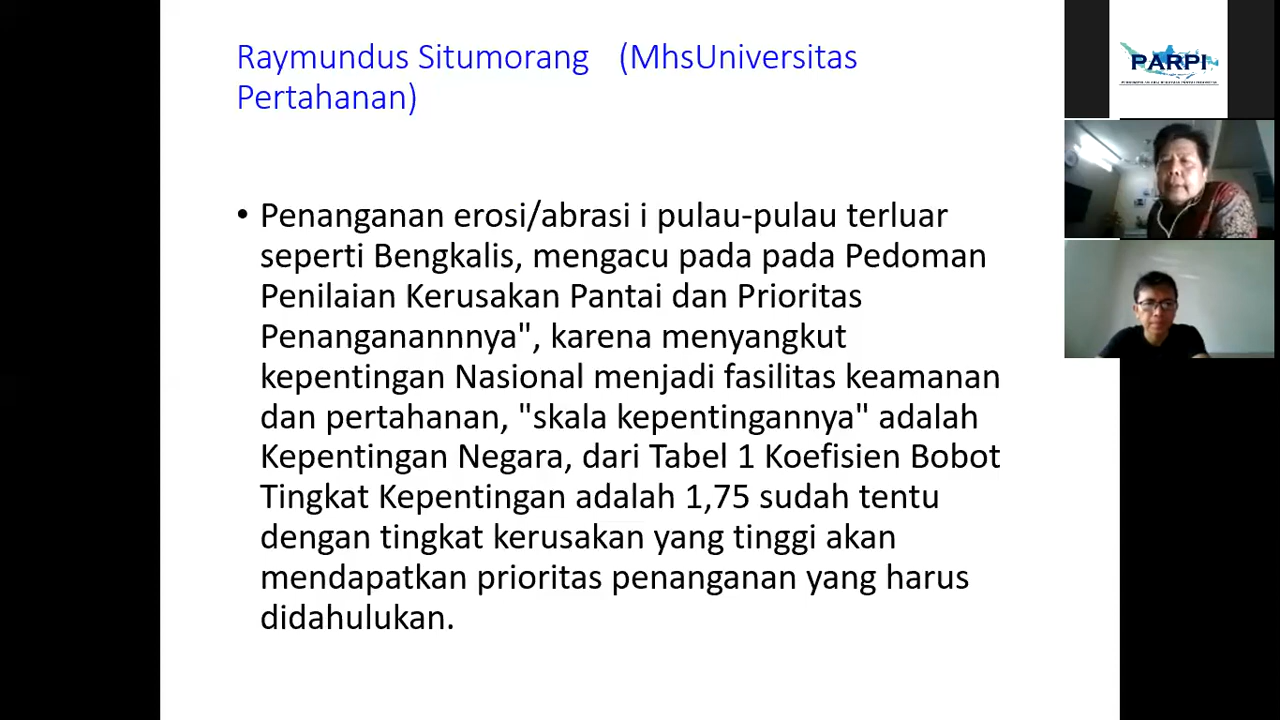 Raymundus Situmorang (MhsUniversitas
Pertahanan)
• Penanganan erosi/abrasi i pulau-pulau terluar
seperti Bengkalis, mengacu pada pada Pedoman
Penilaian Kerusakan Pantai dan Prioritas
Penanganannnya", karena menyangkut
kepentingan Nasional menjadi fasilitas keamanan
dan pertahanan, "skala kepentingannya" adalah
Kepentingan Negara, dari Tabel 1 Koefisien Bobot
Tingkat Kepentingan adalah 1,75 sudah tentu
dengan tingkat kerusakan yang tinggi akan
mendapatkan prioritas penanganan yang harus
didahulukan.
PARPI